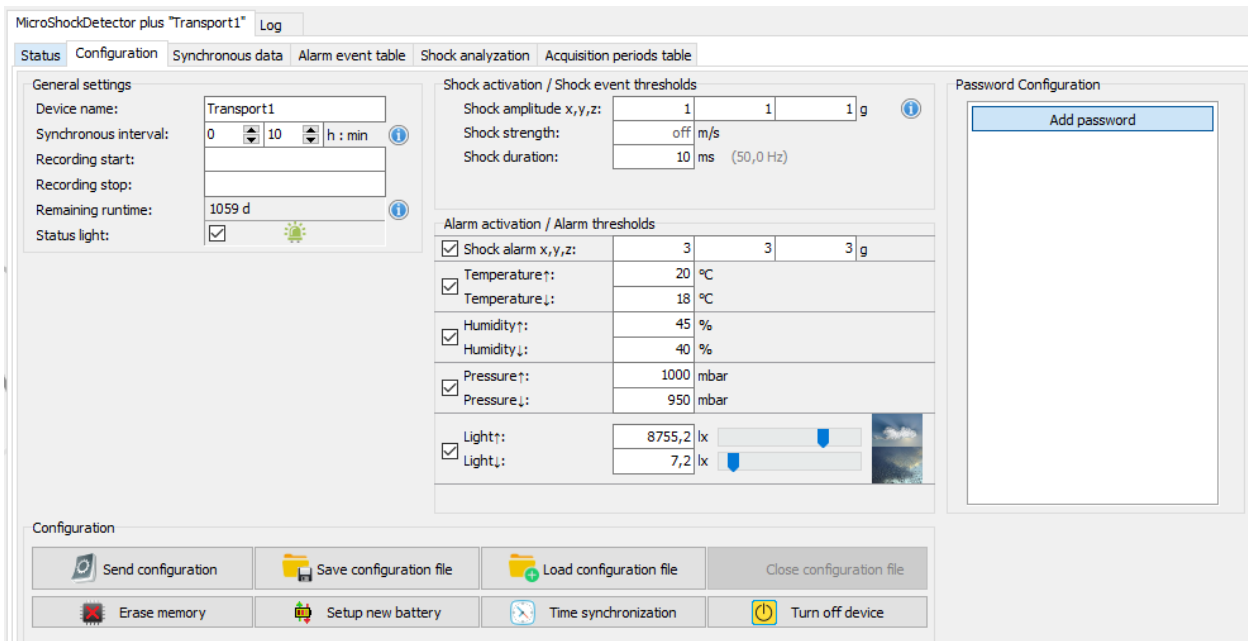 MicroShockDetector plus "Transport1" Log
Status Configuration Synchronous data Alarm event table Shock analyzation Acquisition periods table
General settings
Device name: Transport1
Synchronous interval: 0 10 h : min
Recording start:
Recording stop:
Remaining runtime: 1059 d
Status light:
Shock activation / Shock event thresholds
Shock amplitude x,y,z: 1 1 1 g
Shock strength: off m/s
Shock duration: 10 ms (50,0 Hz)
Alarm activation / Alarm thresholds
Shock alarm x,y,z: 3 3 3 g
Temperature↑: 20 °C
Temperature↓: 18 °C
Humidity↑: 45 %
Humidity↓: 40 %
Pressure↑: 1000 mbar
Pressure↓: 950 mbar
Light↑: 8755,2 lx
Light↓: 7,2 lx
Password Configuration
Add password
Configuration
Send configuration Save configuration file Load configuration file Close configuration file
Erase memory Setup new battery Time synchronization Turn off device